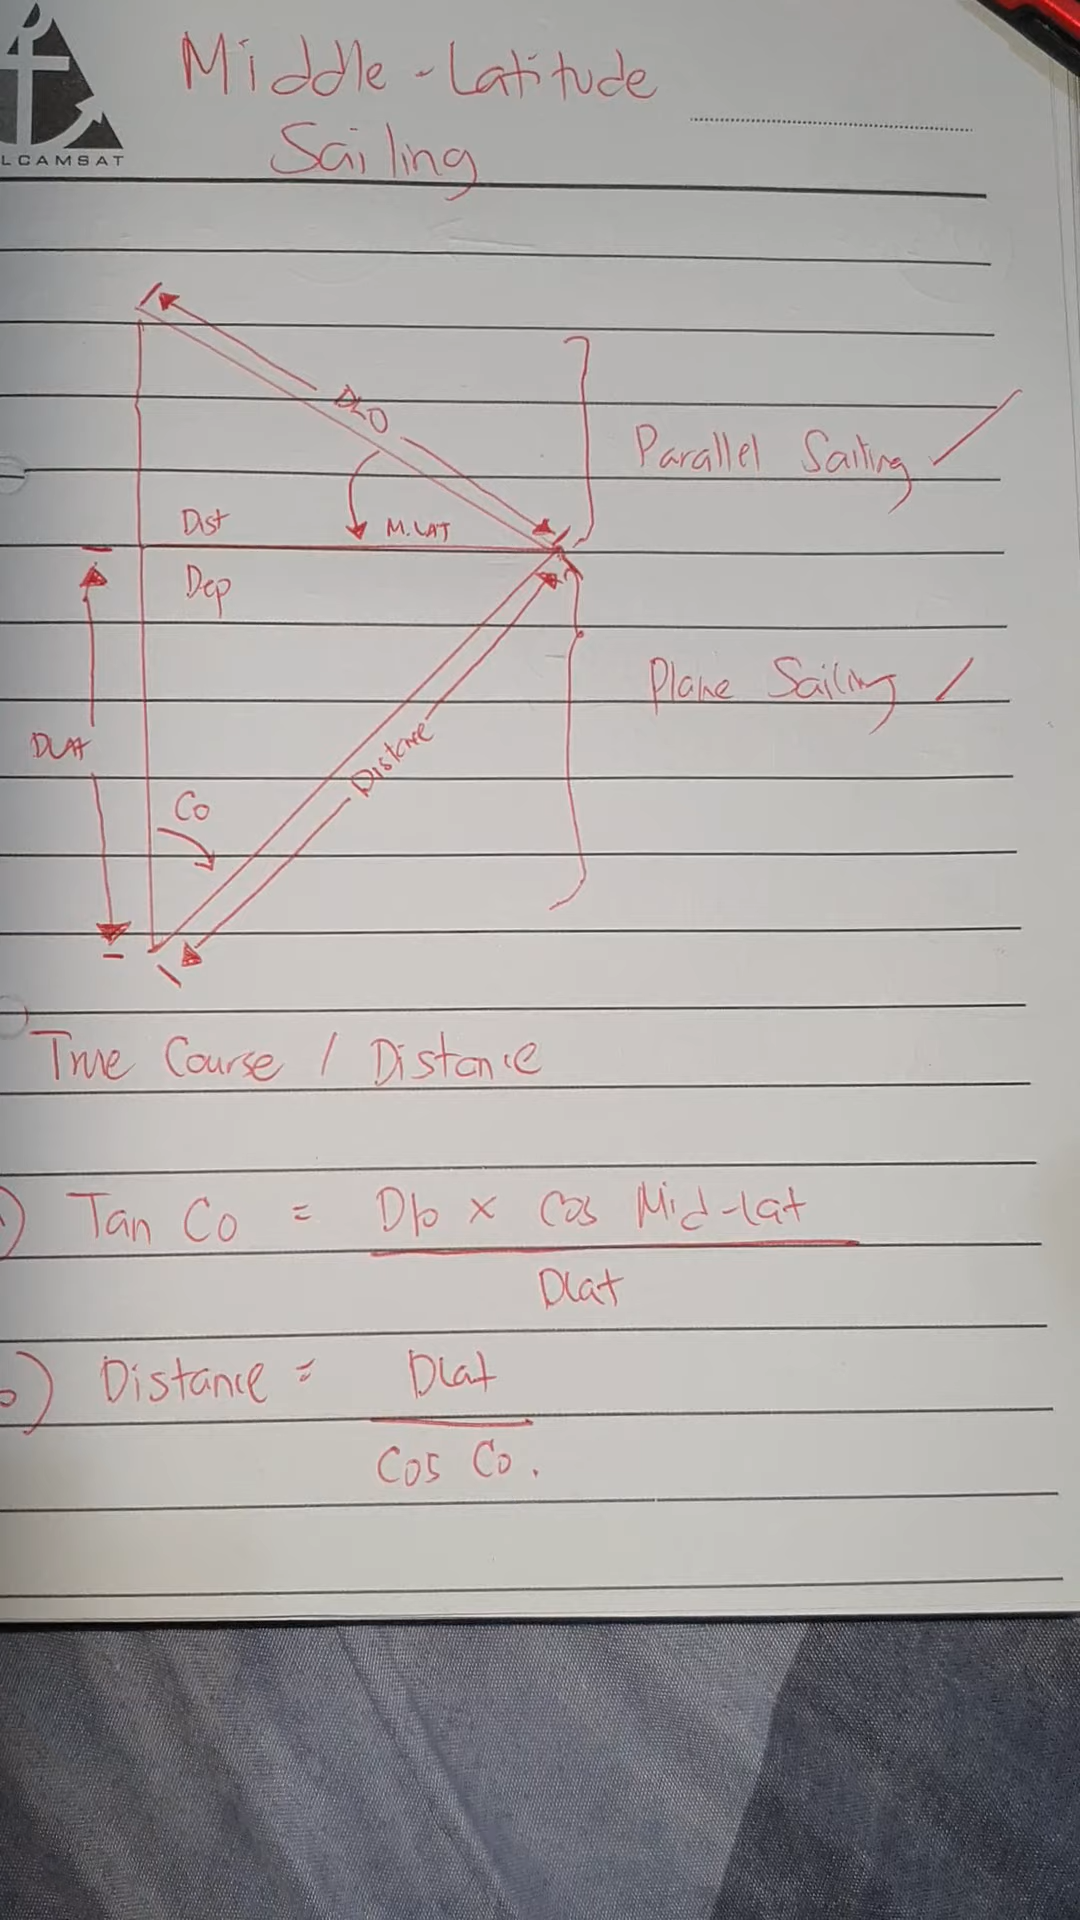 Middle-Latitude
Sailing
LCAMSAT
DLO
Parallel Sailing
Dist
M.LAT
Dep
Plane Sailing
DLAT
Distance
Co
True Course / Distance
Tan Co = Dlo x Cos Mid-lat
Dlat
b) Distance = Dlat
Cos Co.